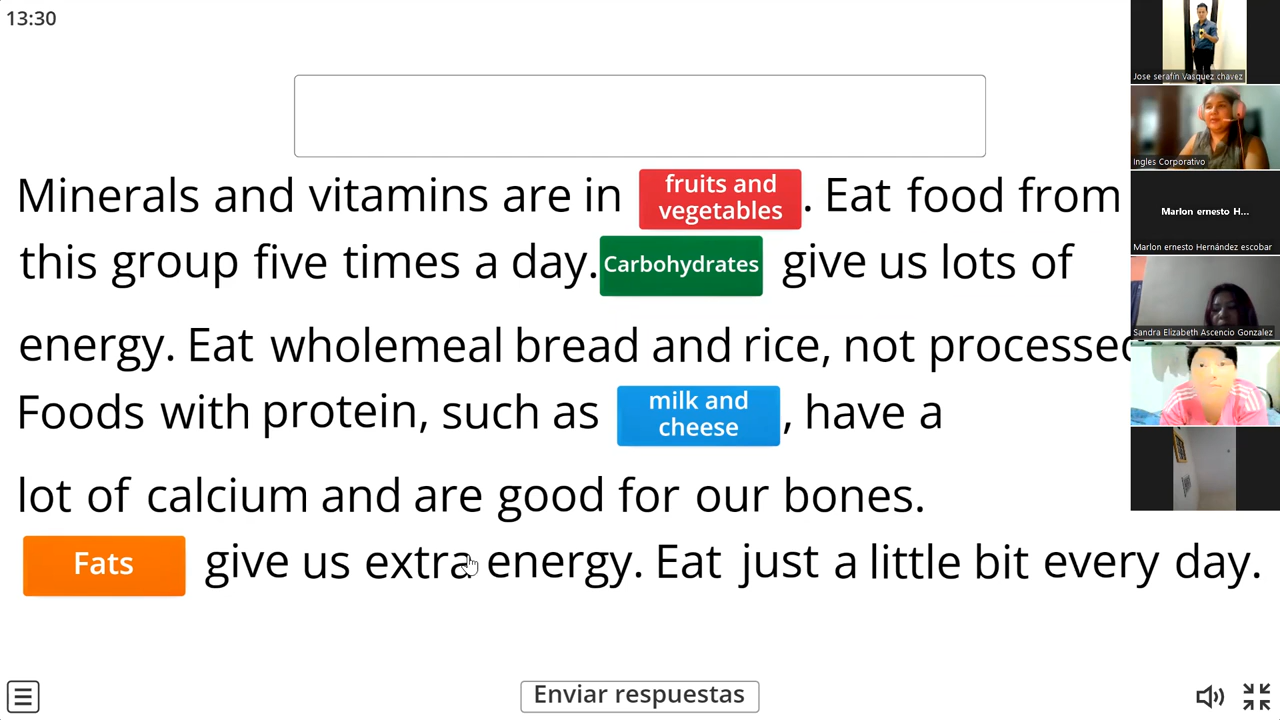 13:30
Minerals and vitamins are in fruits and vegetables. Eat food from
this group five times a day. Carbohydrates give us lots of
energy. Eat wholemeal bread and rice, not processed
Foods with protein, such as milk and cheese, have a
lot of calcium and are good for our bones.
Fats give us extra energy. Eat just a little bit every day.
Enviar respuestas
Jose serafín Vasquez chavez
Ingles Corporativo
Marlon ernesto H...
Marlon ernesto Hernández escobar
Sandra Elizabeth Ascencio Gonzalez